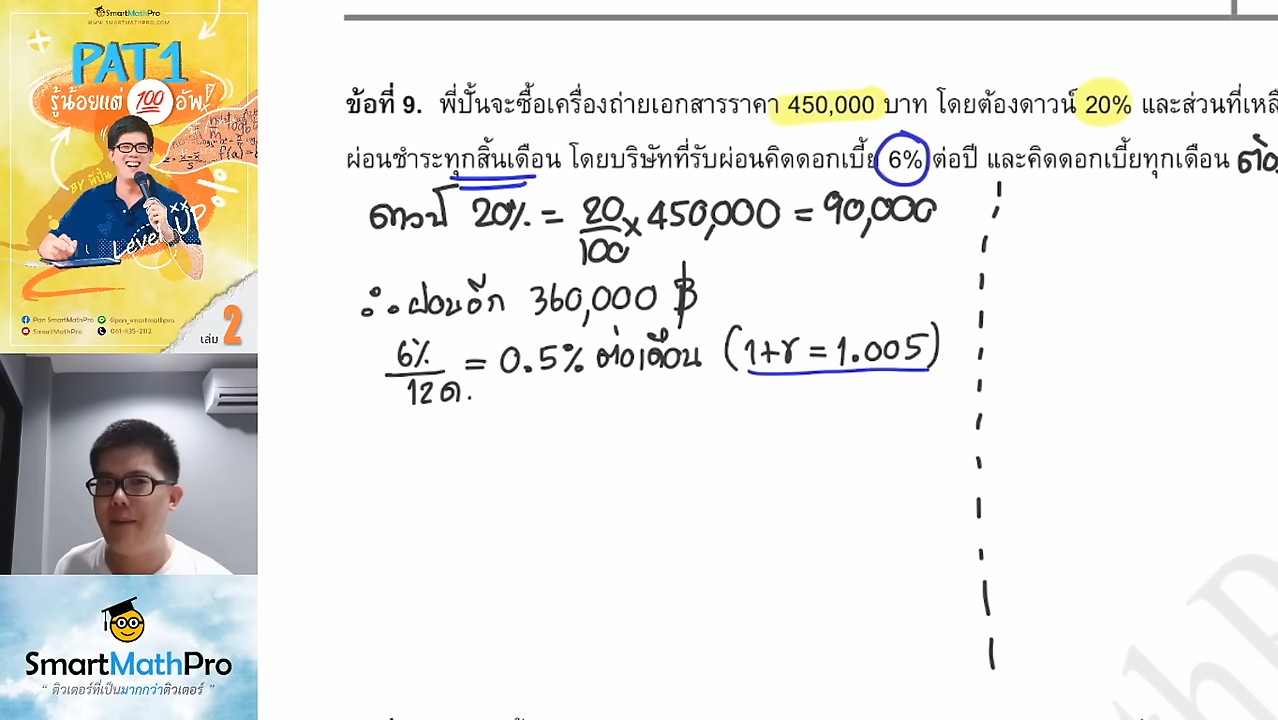 SmartMathPro
WWW.SMARTMATHPRO.COM
PAT1
รู้น้อยแต่ 100 อัพ!
BY พี่ปั้น
Level UP
Pan SmartMathPro @pan_smartmathpro
SmartMathPro 061-835-2112
เล่ม 2
SmartMathPro
“ ติวเตอร์ที่เป็นมากกว่าติวเตอร์ ”
ข้อที่ 9. พี่ปั้นจะซื้อเครื่องถ่ายเอกสารราคา 450,000 บาท โดยต้องดาวน์ 20% และส่วนที่เหลื
ผ่อนชำระทุกสิ้นเดือน โดยบริษัทที่รับผ่อนคิดดอกเบี้ย 6% ต่อปี และคิดดอกเบี้ยทุกเดือน ต้อง
ดาวน์ 20% = 20/100 × 450,000 = 90,000
∴ ผ่อนอีก 360,000 ฿
6%/12ด. = 0.5% ต่อเดือน (1+r = 1.005)